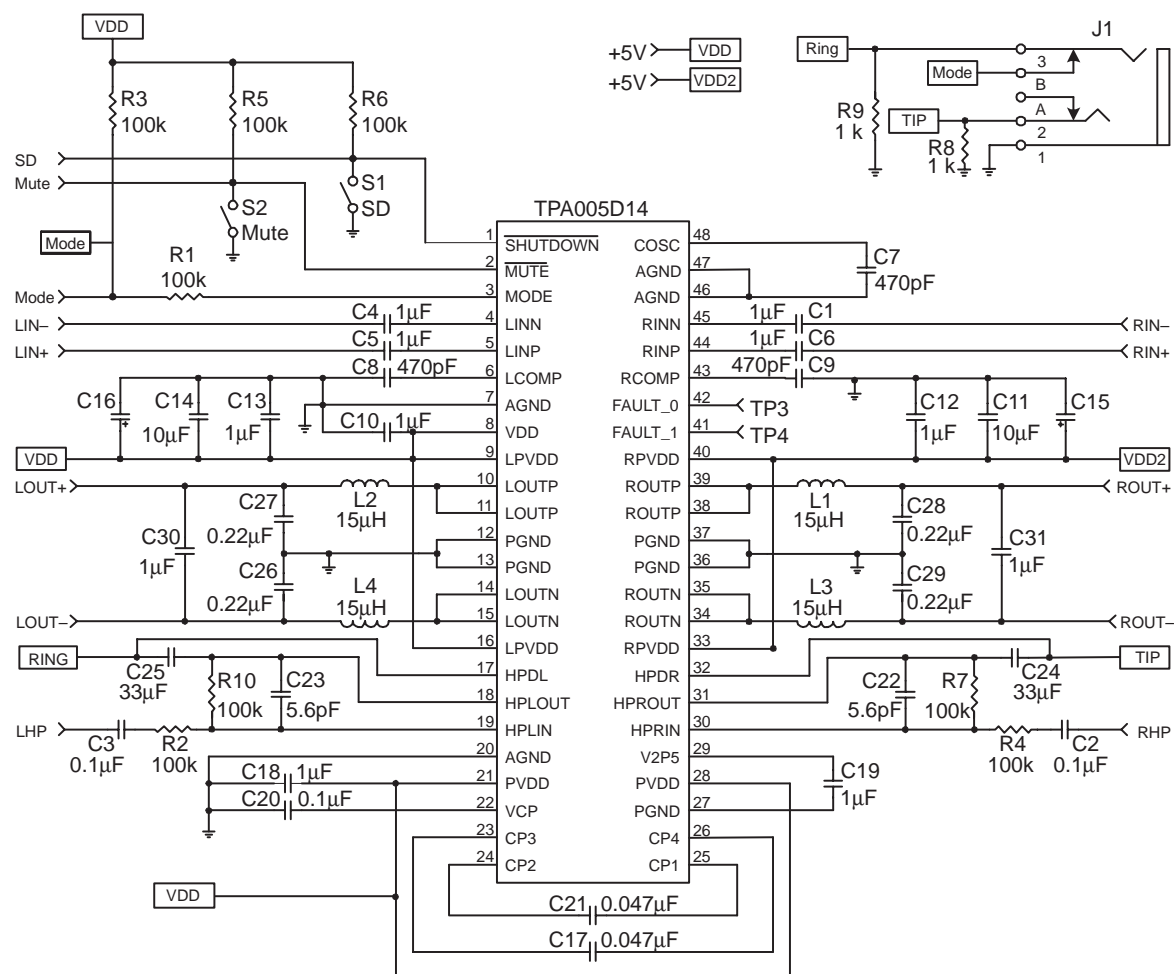 VDD
+5V VDD
+5V VDD2
Ring
J1
3
Mode
B
A
TIP
2
1
R9
1 k
R8
1 k
R3
100k
R5
100k
R6
100k
SD
Mute
S1
SD
S2
Mute
Mode
R1
100k
Mode
LIN–
LIN+
C4 1μF
C5 1μF
C8 470pF
C16
C14
10μF
C13
1μF
C10 1μF
VDD
LOUT+
C27
0.22μF
L2
15μH
C30
1μF
C26
0.22μF
L4
15μH
LOUT–
RING
C25
33μF
R10
100k
C23
5.6pF
LHP
C3
0.1μF
R2
100k
C18 1μF
C20 0.1μF
VDD
TPA005D14
1 SHUTDOWN COSC 48
2 MUTE AGND 47
3 MODE AGND 46
4 LINN RINN 45
5 LINP RINP 44
6 LCOMP RCOMP 43
7 AGND FAULT_0 42
8 VDD FAULT_1 41
9 LPVDD RPVDD 40
10 LOUTP ROUTP 39
11 LOUTP ROUTP 38
12 PGND PGND 37
13 PGND PGND 36
14 LOUTN ROUTN 35
15 LOUTN ROUTN 34
16 LPVDD RPVDD 33
17 HPDL HPDR 32
18 HPLOUT HPROUT 31
19 HPLIN HPRIN 30
20 AGND V2P5 29
21 PVDD PVDD 28
22 VCP PGND 27
23 CP3 CP4 26
24 CP2 CP1 25
C7
470pF
1μF C1
RIN–
1μF C6
RIN+
470pF C9
TP3
TP4
C12
1μF
C11
10μF
C15
VDD2
ROUT+
L1
15μH
C28
0.22μF
C31
1μF
L3
15μH
C29
0.22μF
ROUT–
TIP
C24
33μF
C22
5.6pF
R7
100k
R4
100k
C2
0.1μF
RHP
C19
1μF
C21 0.047μF
C17 0.047μF